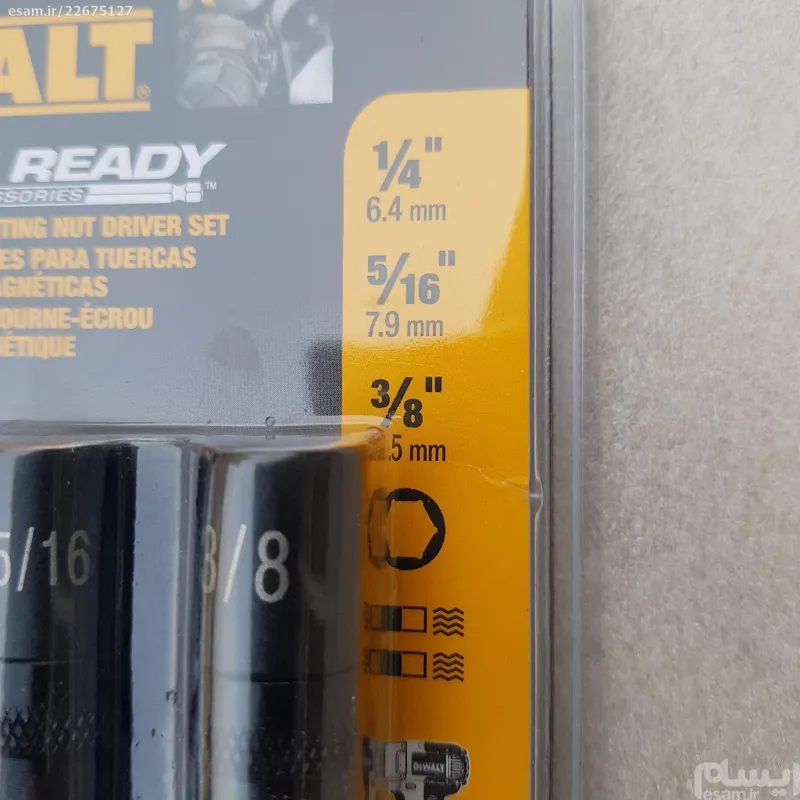 esam.ir/22675127
ALT®
READY
SSORIES ™
TING NUT DRIVER SET
ES PARA TUERCAS
GNÉTICAS
OURNE-ÉCROU
ÉTIQUE
1/4"
6.4 mm
5/16"
7.9 mm
3/8"
.5 mm
5/16
3/8
DEWALT
ایسام
esam.ir